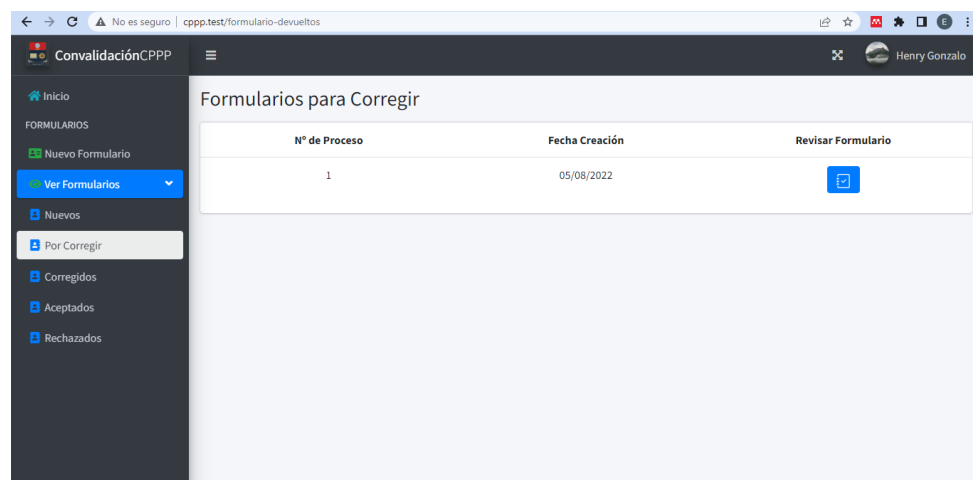 No es seguro | cppp.test/formulario-devueltos
E
ConvalidaciónCPPP
Henry Gonzalo
Inicio
FORMULARIOS
Nuevo Formulario
Ver Formularios
Nuevos
Por Corregir
Corregidos
Aceptados
Rechazados
Formularios para Corregir
Nº de Proceso Fecha Creación Revisar Formulario
1 05/08/2022